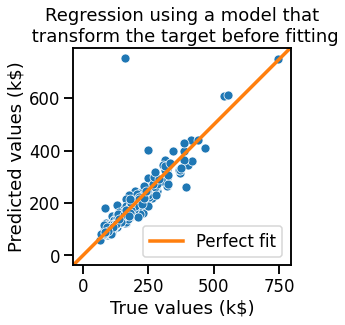 Regression using a model that
transform the target before fitting
Predicted values (k$)
600
400
200
0
Perfect fit
0
250
500
750
True values (k$)